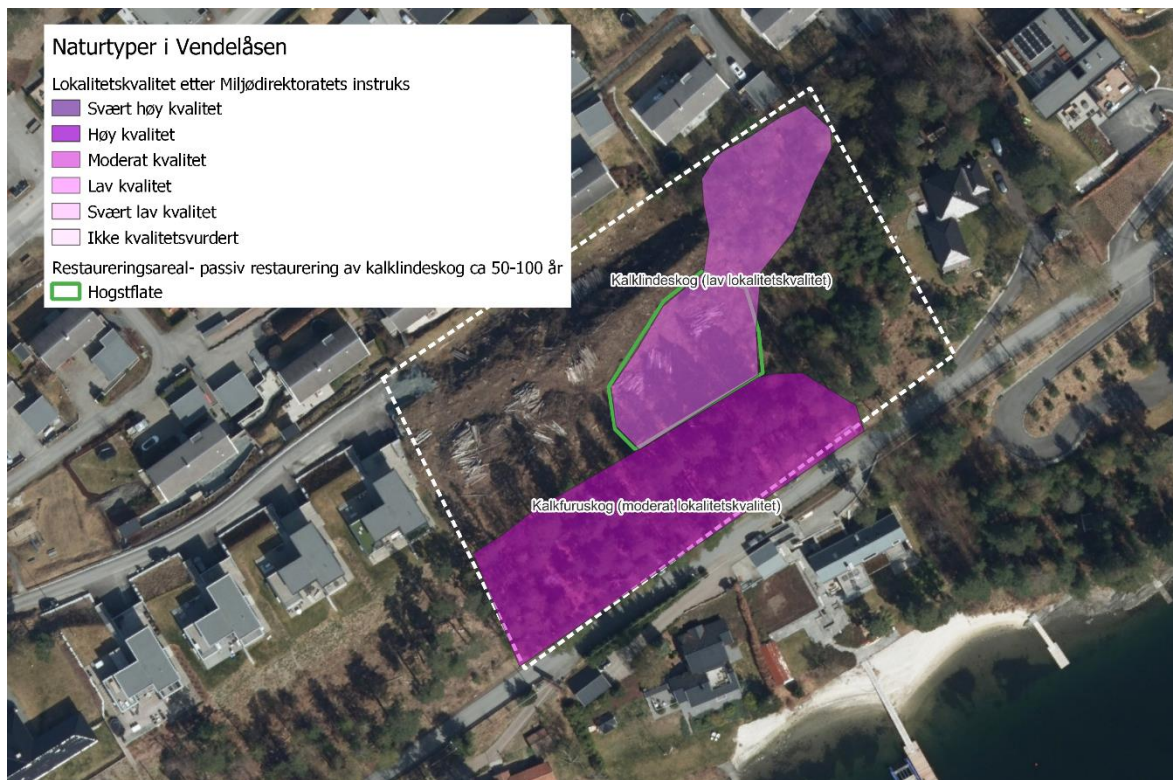 Naturtyper i Vendelåsen
Lokalitetskvalitet etter Miljødirektoratets instruks
Svært høy kvalitet
Høy kvalitet
Moderat kvalitet
Lav kvalitet
Svært lav kvalitet
Ikke kvalitetsvurdert
Restaureringsareal- passiv restaurering av kalklindeskog ca 50-100 år
Hogstflate
Kalklindeskog (lav lokalitetskvalitet)
Kalkfuruskog (moderat lokalitetskvalitet)